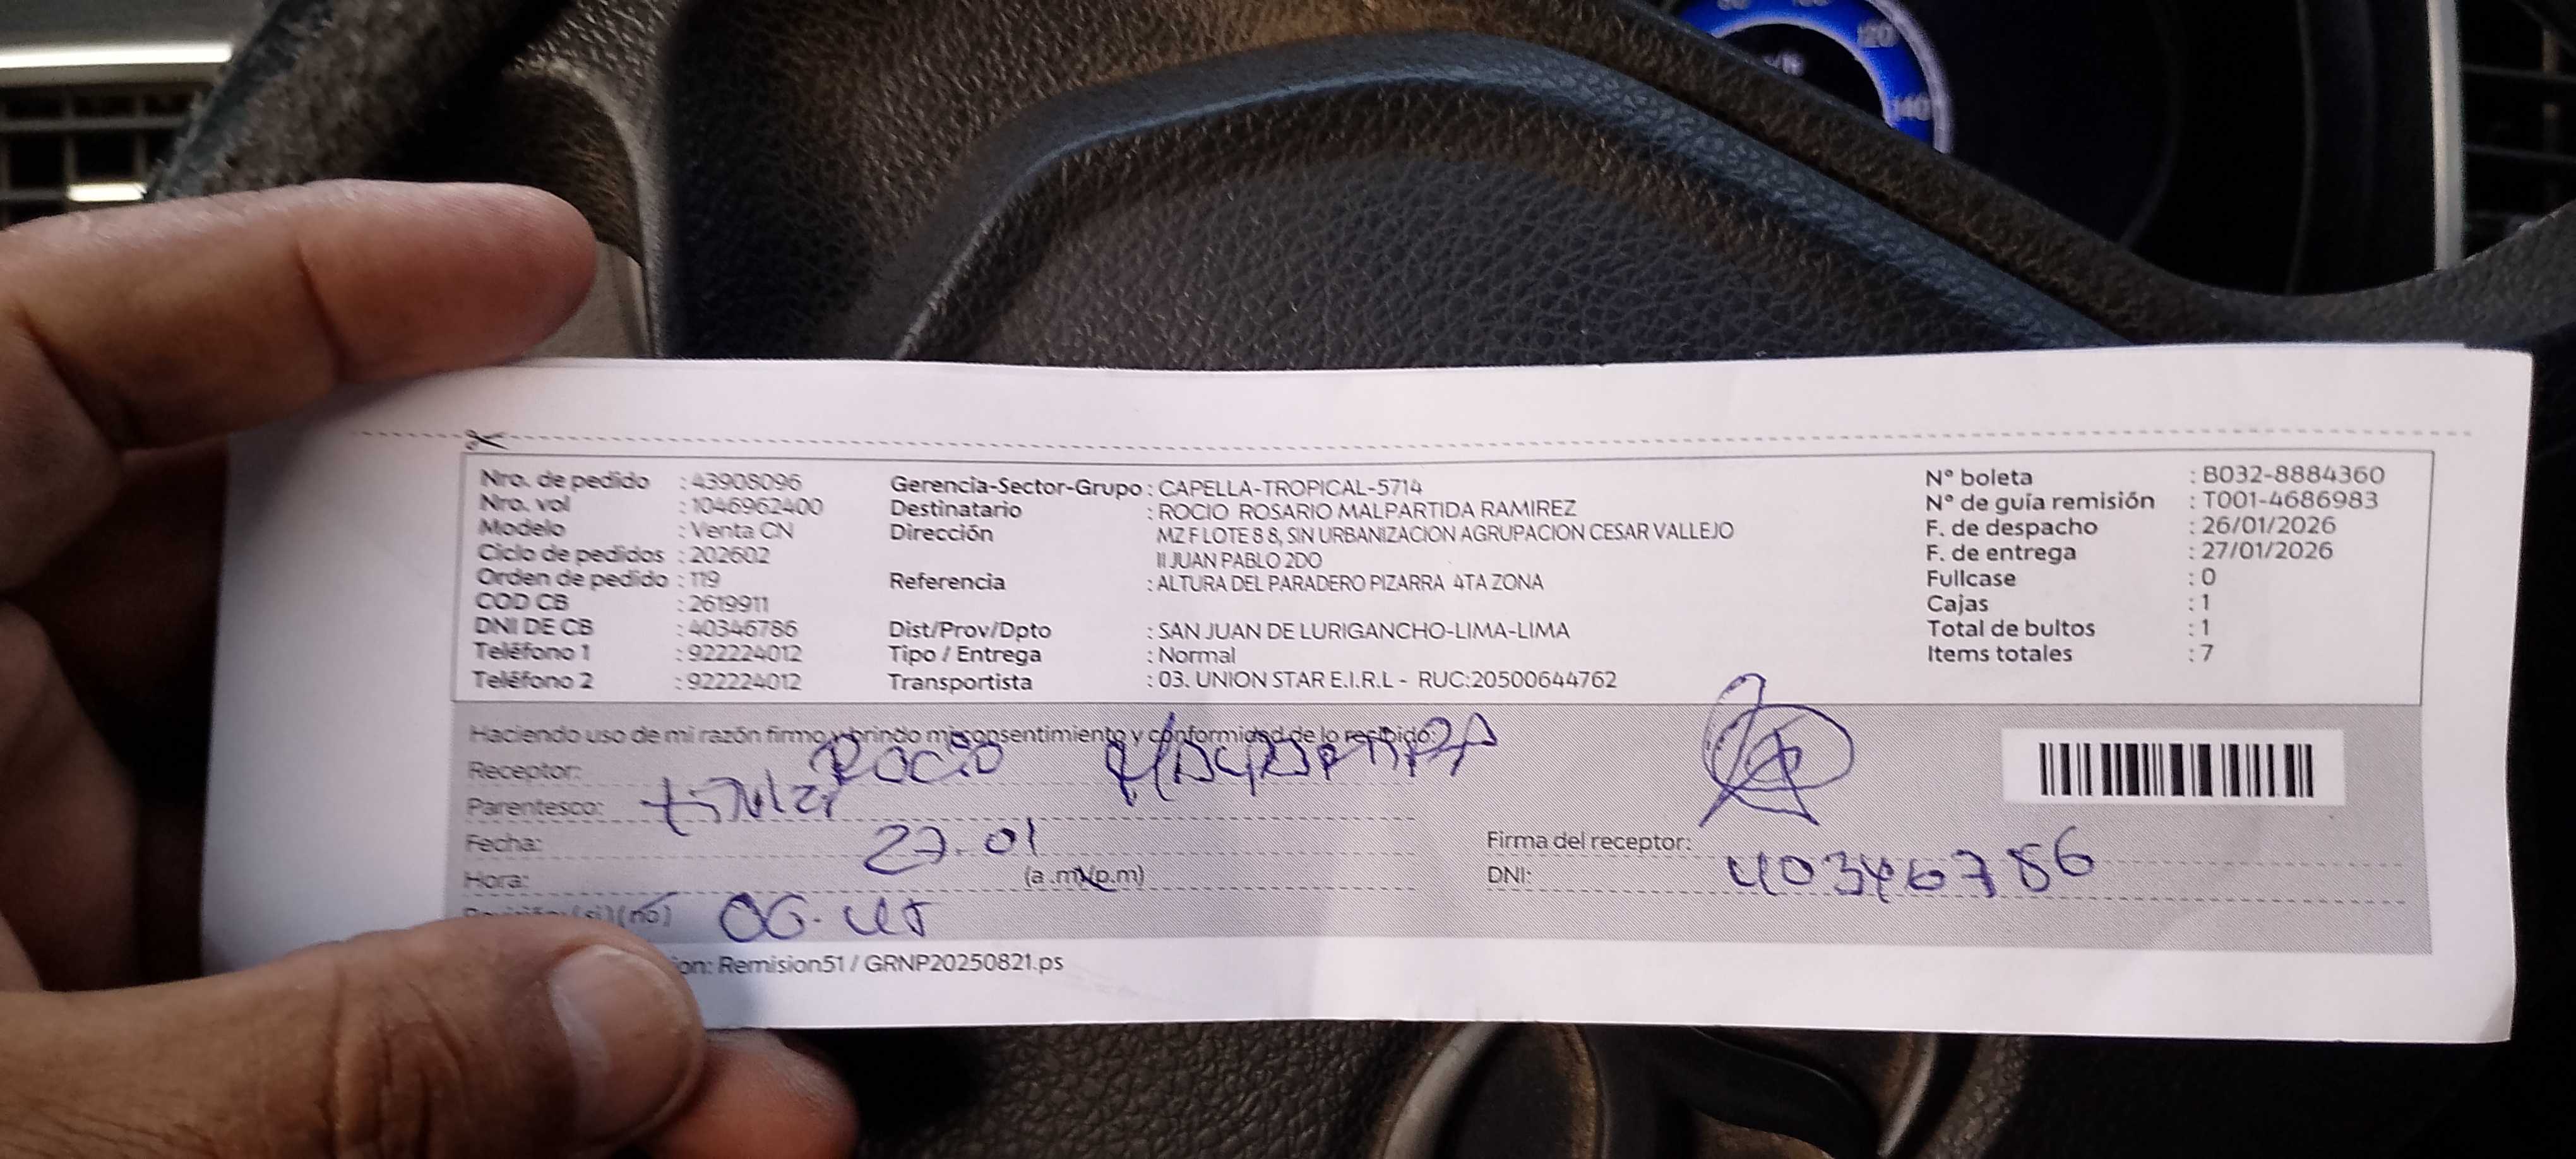 Nro. de pedido : 43908096
Nro. vol : 1046962400
Modelo : Venta CN
Ciclo de pedidos : 202602
Orden de pedido : 119
COD CB : 2619911
DNI DE CB : 40346786
Teléfono 1 : 922224012
Teléfono 2 : 922224012
Gerencia-Sector-Grupo : CAPELLA-TROPICAL-5714
Destinatario : ROCIO ROSARIO MALPARTIDA RAMIREZ
Dirección MZ F LOTE 8 8, SIN URBANIZACION AGRUPACION CESAR VALLEJO
II JUAN PABLO 2DO
Referencia : ALTURA DEL PARADERO PIZARRA 4TA ZONA
Dist/Prov/Dpto : SAN JUAN DE LURIGANCHO-LIMA-LIMA
Tipo / Entrega : Normal
Transportista : 03. UNION STAR E.I.R.L - RUC:20500644762
N° boleta : B032-8884360
N° de guía remisión : T001-4686983
F. de despacho : 26/01/2026
F. de entrega : 27/01/2026
Fullcase : 0
Cajas : 1
Total de bultos : 1
Items totales : 7
Haciendo uso de mi razón firmo y brindo mi consentimiento y conformidad de lo recibido:
Receptor: ROCIO
Parentesco: titular
Fecha: 27.01
Hora: (a.m)(p.m)
(si)(no) 06.
Firma del receptor:
DNI: 40346786
ion: Remision51 / GRNP20250821.ps
120
140